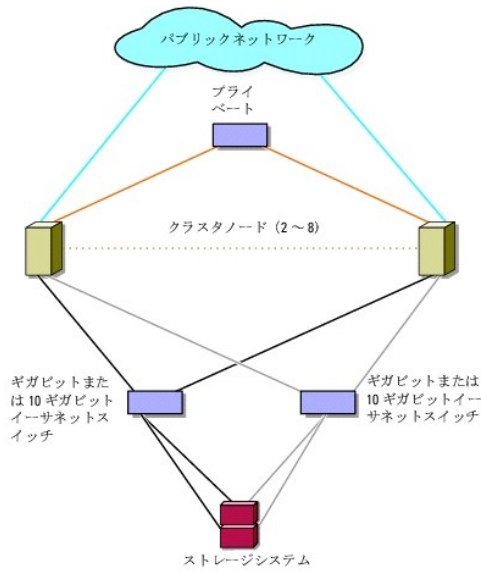 パブリックネットワーク
プライ
ベート
クラスタノード（2 ～ 8）
ギガビットまた
は 10 ギガビット
イーサネットス
イッチ
ギガビットまたは
10 ギガビットイー
サネットスイッチ
ストレージシステム